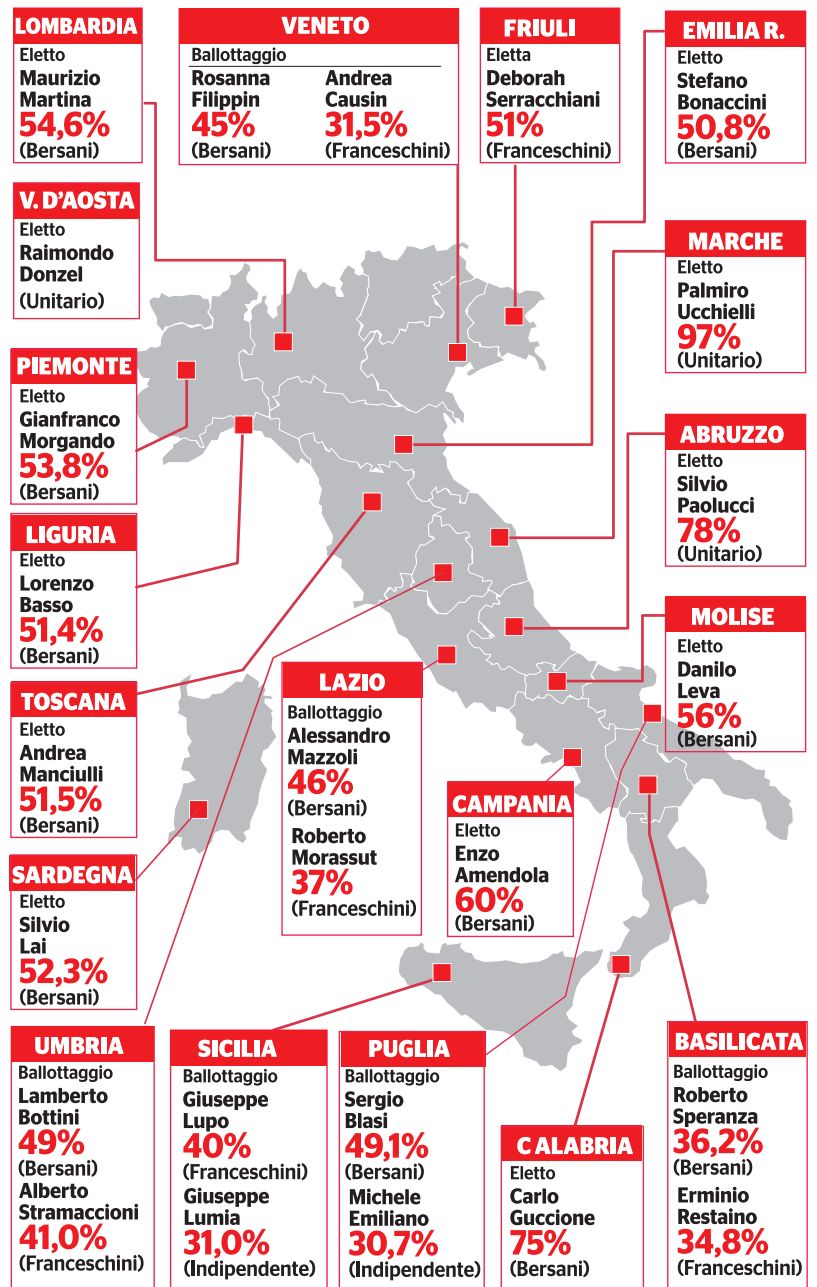 LOMBARDIA
Eletto
Maurizio
Martina
54,6%
(Bersani)
VENETO
Ballottaggio
Rosanna
Filippin
45%
(Bersani)
Andrea
Causin
31,5%
(Franceschini)
FRIULI
Eletta
Deborah
Serracchiani
51%
(Franceschini)
EMILIA R.
Eletto
Stefano
Bonaccini
50,8%
(Bersani)
V. D'AOSTA
Eletto
Raimondo
Donzel
(Unitario)
MARCHE
Eletto
Palmiro
Ucchielli
97%
(Unitario)
PIEMONTE
Eletto
Gianfranco
Morgando
53,8%
(Bersani)
ABRUZZO
Eletto
Silvio
Paolucci
78%
(Unitario)
LIGURIA
Eletto
Lorenzo
Basso
51,4%
(Bersani)
MOLISE
Eletto
Danilo
Leva
56%
(Bersani)
TOSCANA
Eletto
Andrea
Manciulli
51,5%
(Bersani)
LAZIO
Ballottaggio
Alessandro
Mazzoli
46%
(Bersani)
Roberto
Morassut
37%
(Franceschini)
CAMPANIA
Eletto
Enzo
Amendola
60%
(Bersani)
SARDEGNA
Eletto
Silvio
Lai
52,3%
(Bersani)
UMBRIA
Ballottaggio
Lamberto
Bottini
49%
(Bersani)
Alberto
Stramaccioni
41,0%
(Franceschini)
SICILIA
Ballottaggio
Giuseppe
Lupo
40%
(Franceschini)
Giuseppe
Lumia
31,0%
(Indipendente)
PUGLIA
Ballottaggio
Sergio
Blasi
49,1%
(Bersani)
Michele
Emiliano
30,7%
(Indipendente)
CALABRIA
Eletto
Carlo
Guccione
75%
(Bersani)
BASILICATA
Ballottaggio
Roberto
Speranza
36,2%
(Bersani)
Erminio
Restaino
34,8%
(Franceschini)